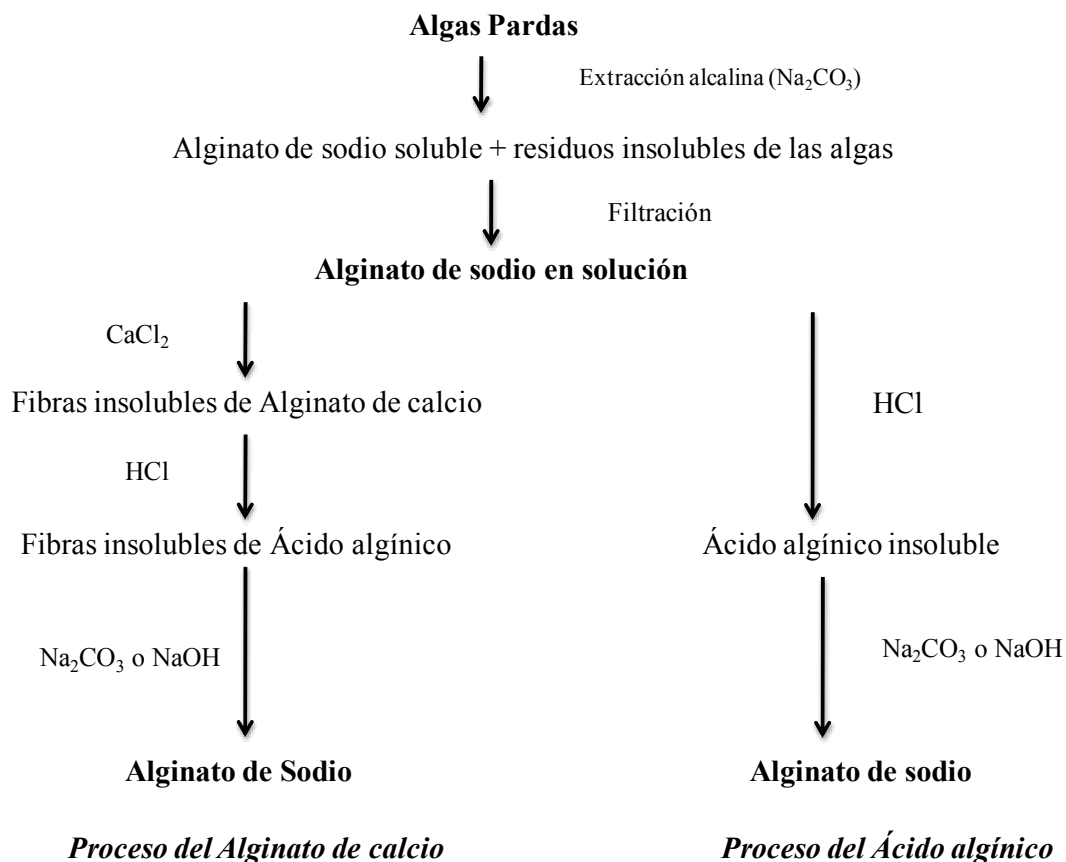 Algas Pardas
Extracción alcalina (Na₂CO₃)
Alginato de sodio soluble + residuos insolubles de las algas
Filtración
Alginato de sodio en solución
CaCl₂
Fibras insolubles de Alginato de calcio
HCl
HCl
Fibras insolubles de Ácido algínico
Ácido algínico insoluble
Na₂CO₃ o NaOH
Na₂CO₃ o NaOH
Alginato de Sodio
Alginato de sodio
Proceso del Alginato de calcio
Proceso del Ácido algínico